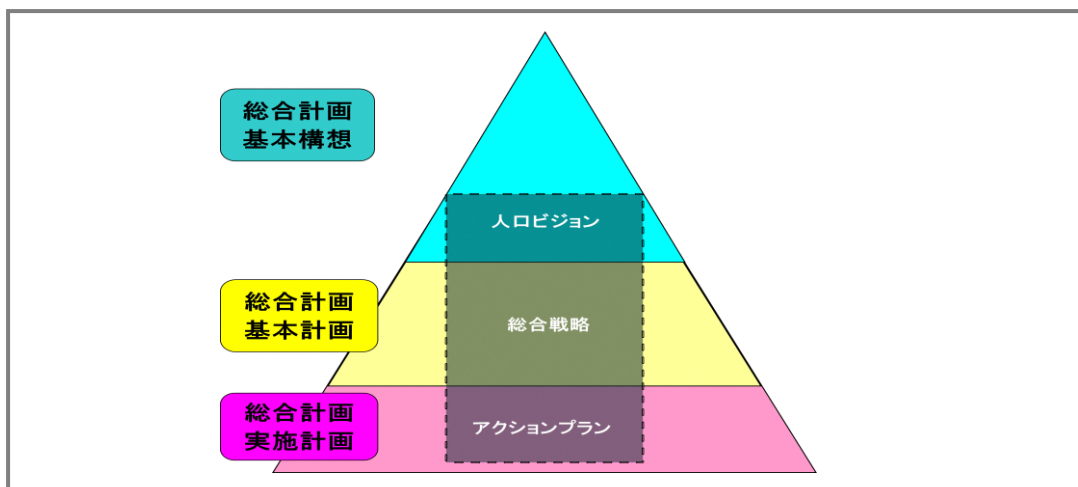 総合計画
基本構想
人口ビジョン
総合計画
基本計画
総合戦略
総合計画
実施計画
アクションプラン